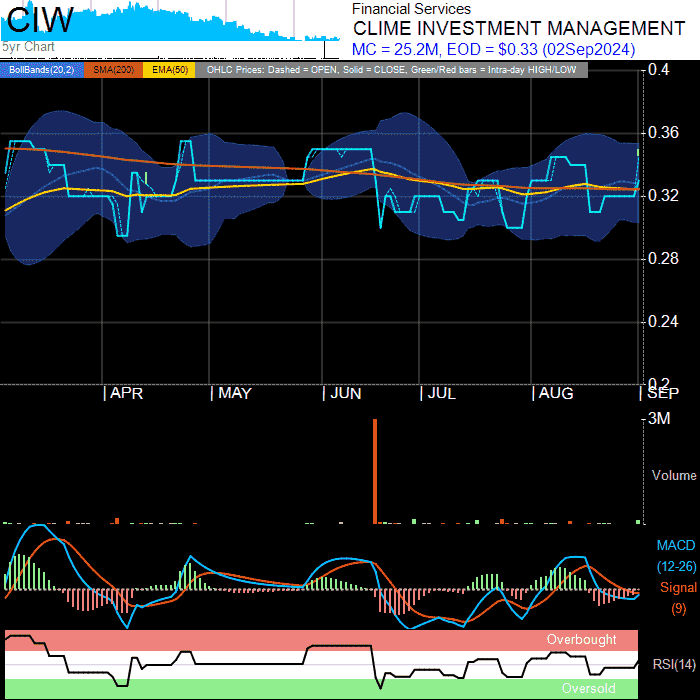 CIW
5yr Chart
Financial Services
CLIME INVESTMENT MANAGEMENT
MC = 25.2M, EOD = $0.33 (02Sep2024)
BollBands(20,2) SMA(200) EMA(50) OHLC Prices: Dashed = OPEN, Solid = CLOSE, Green/Red bars = Intra-day HIGH/LOW
0.4
0.36
0.32
0.28
0.24
0.2
| APR | MAY | JUN | JUL | AUG | SEP
3M
Volume
MACD
(12-26)
Signal
(9)
Overbought
RSI(14)
Oversold